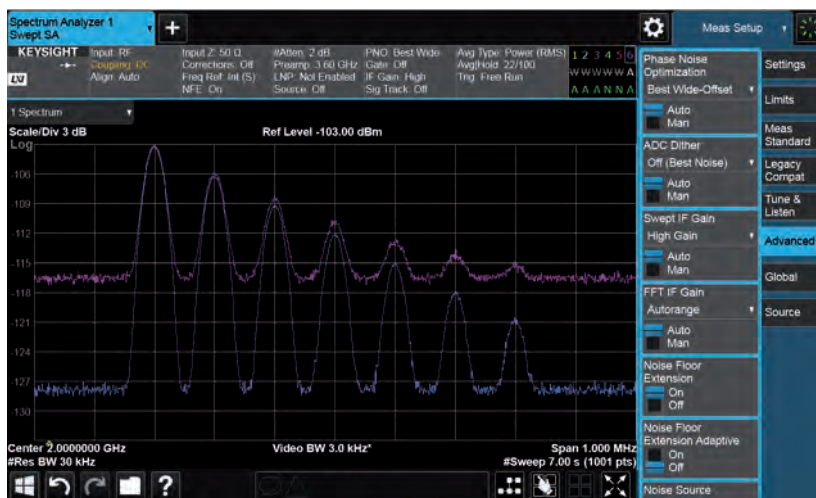 Spectrum Analyzer 1
Swept SA
+
Meas Setup
KEYSIGHT
Input: RF
Coupling: DC
Align: Auto
Input Z: 50 Ω
Corrections: Off
Freq Ref: Int (S)
NFE: On
#Atten: 2 dB
Preamp: 3.60 GHz
LNP: Not Enabled
Source: Off
PNO: Best Wide
Gate: Off
IF Gain: High
Sig Track: Off
Avg Type: Power (RMS)
Avg|Hold: 22/100
Trig: Free Run
1 2 3 4 5 6
W W W W W A
A A A N N A
1 Spectrum
Scale/Div 3 dB
Ref Level -103.00 dBm
Log
-106
-109
-112
-115
-118
-121
-124
-127
-130
Center 2.0000000 GHz
#Res BW 30 kHz
Video BW 3.0 kHz*
Span 1.000 MHz
#Sweep 7.00 s (1001 pts)
?
Phase Noise
Optimization
Best Wide-Offset
Auto
Man
ADC Dither
Off (Best Noise)
Auto
Man
Swept IF Gain
High Gain
Auto
Man
FFT IF Gain
Autorange
Auto
Man
Noise Floor
Extension
On
Off
Noise Floor
Extension Adaptive
On
Off
Noise Source
Settings
Limits
Meas
Standard
Legacy
Compat
Tune &
Listen
Advanced
Global
Source